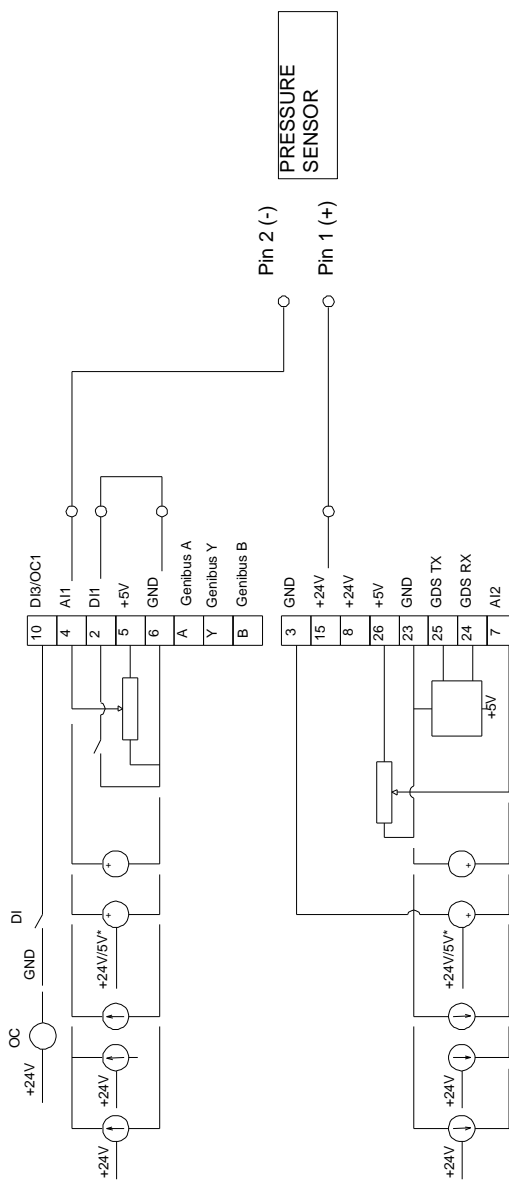 PRESSURE
SENSOR
Pin 2 (-)
Pin 1 (+)
10 DI3/OC1
4 AI1
2 DI1
5 +5V
6 GND
A Genibus A
Y Genibus Y
B Genibus B
3 GND
15 +24V
8 +24V
26 +5V
23 GND
25 GDS TX
24 GDS RX
7 AI2
DI
GND
OC
+24V
+
+
+24V/5V*
+24V
+24V
+5V
+
+
+24V/5V*
+24V
+24V